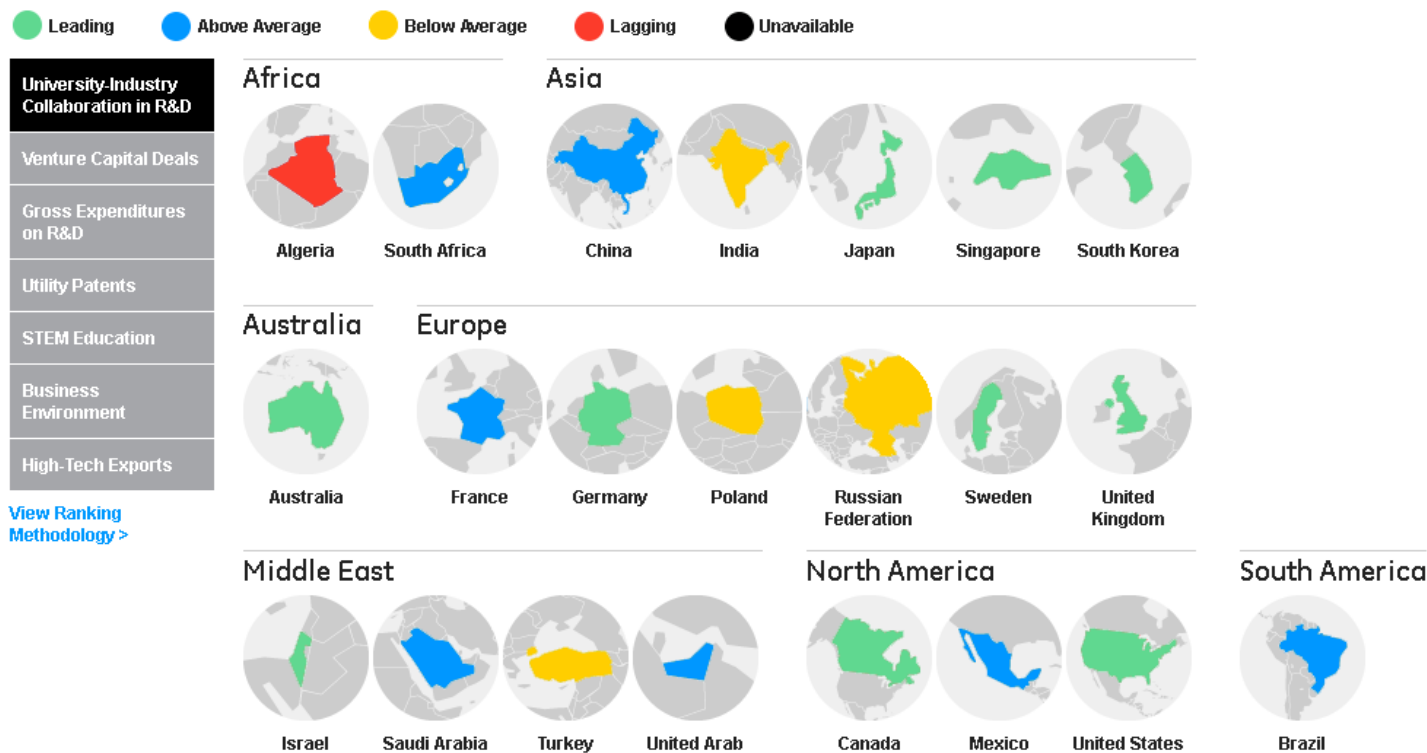 Leading
Above Average
Below Average
Lagging
Unavailable
University-Industry
Collaboration in R&D
Venture Capital Deals
Gross Expenditures
on R&D
Utility Patents
STEM Education
Business
Environment
High-Tech Exports
View Ranking
Methodology >
Africa
Algeria
South Africa
Asia
China
India
Japan
Singapore
South Korea
Australia
Australia
Europe
France
Germany
Poland
Russian
Federation
Sweden
United
Kingdom
Middle East
Israel
Saudi Arabia
Turkey
United Arab
North America
Canada
Mexico
United States
South America
Brazil